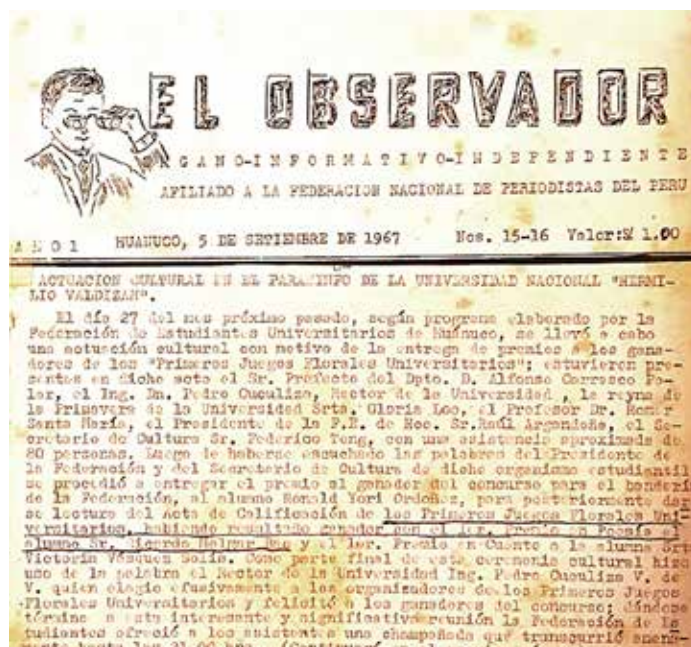 EL OBSERVADOR
GANO-INFORMATIVO-INDEPENDIENTE
AFILIADO A LA FEDERACION NACIONAL DE PERIODISTAS DEL PERU
AÑO 1 HUANUCO, 5 DE SETIEMBRE DE 1967 Nos. 15-16 Valor:S/ 1.00
ACTUACION CULTURAL EN EL PARANINFO DE LA UNIVERSIDAD NACIONAL "HERMI-
LIO VALDIZAN".
El día 27 del mes próximo pasado, según programa elaborado por la
Federación de Estudiantes Universitarios de Huánuco, se llevó a cabo
una actuación cultural con motivo de la entrega de premios a los gana-
dores de los "Primeros Juegos Florales Universitarios"; estuvieron pre-
sentes en dicho acto el Sr. Prefecto del Dpto. D. Alfonso Carrasco Po-
lar, el Ing. Dn. Pedro Cuculiza, Rector de la Universidad, la reyna de
la Primavera de la Universidad Srta. Gloria Loo, el Profesor Dr. Homer
Santa María, el Presidente de la F.E. de Hco. Sr.Raúl Argandoña, el Se-
cretario de Cultura Sr. Federico Tong, con una asistencia aproximada de
80 personas. Luego de haberse escuchado las palabras del Presidente de
la Federación y del Secretario de Cultura de dicho organismo estudiantil
se procedió a entregar el premio al ganador del concurso para el banderín
de la Federación, al alumno Ronald Yori Ordoñez, para posteriormente dar
se lectura del Acta de Calificación de los Primeros Juegos Florales Uni
versitarios, habiendo resultado ganador con el 1er. Premio en Poesía el
alumno Sr. Ricardo Melgar Bao y el 1er. Premio en Cuento a la alumna
Victoria Vásquez Solís. Como parte final de esta ceremonia cultural hizo
uso de la palabra el Rector de la Universidad Ing. Pedro Cuculiza V. de
V. quien elogio efusivamente a los organizadores de los Primeros Juegos
Florales Universitarios y felicitó a los ganadores del concurso; dándose
término a esta interesante y significativa reunión la Federación de Es
tudiantes ofreció a los asistentes una champañada que transcurrió
hasta las 21.00 hrs.